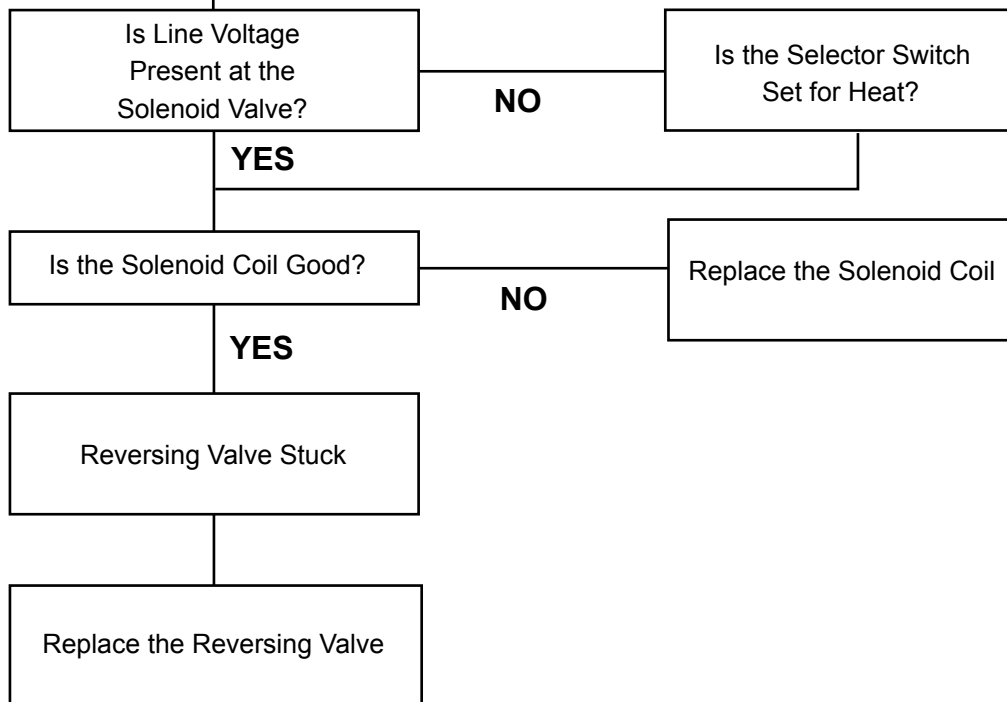 Is Line Voltage
Present at the
Solenoid Valve?
NO
Is the Selector Switch
Set for Heat?
YES
Is the Solenoid Coil Good?
NO
Replace the Solenoid Coil
YES
Reversing Valve Stuck
Replace the Reversing Valve